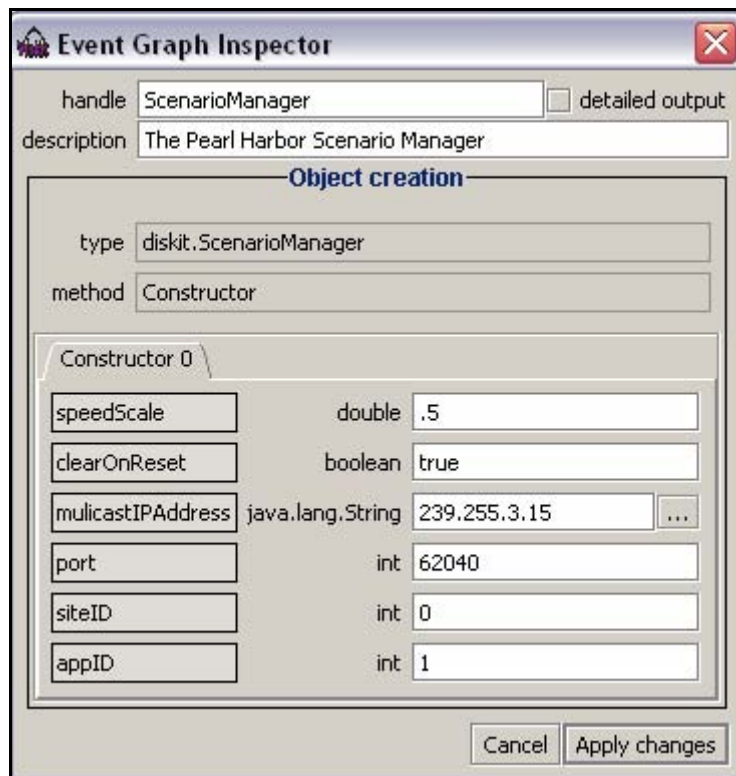 Event Graph Inspector
handle ScenarioManager detailed output
description The Pearl Harbor Scenario Manager
Object creation
type diskit.ScenarioManager
method Constructor
Constructor 0
speedScale double .5
clearOnReset boolean true
mulicastIPAddress java.lang.String 239.255.3.15 ...
port int 62040
siteID int 0
appID int 1
Cancel Apply changes